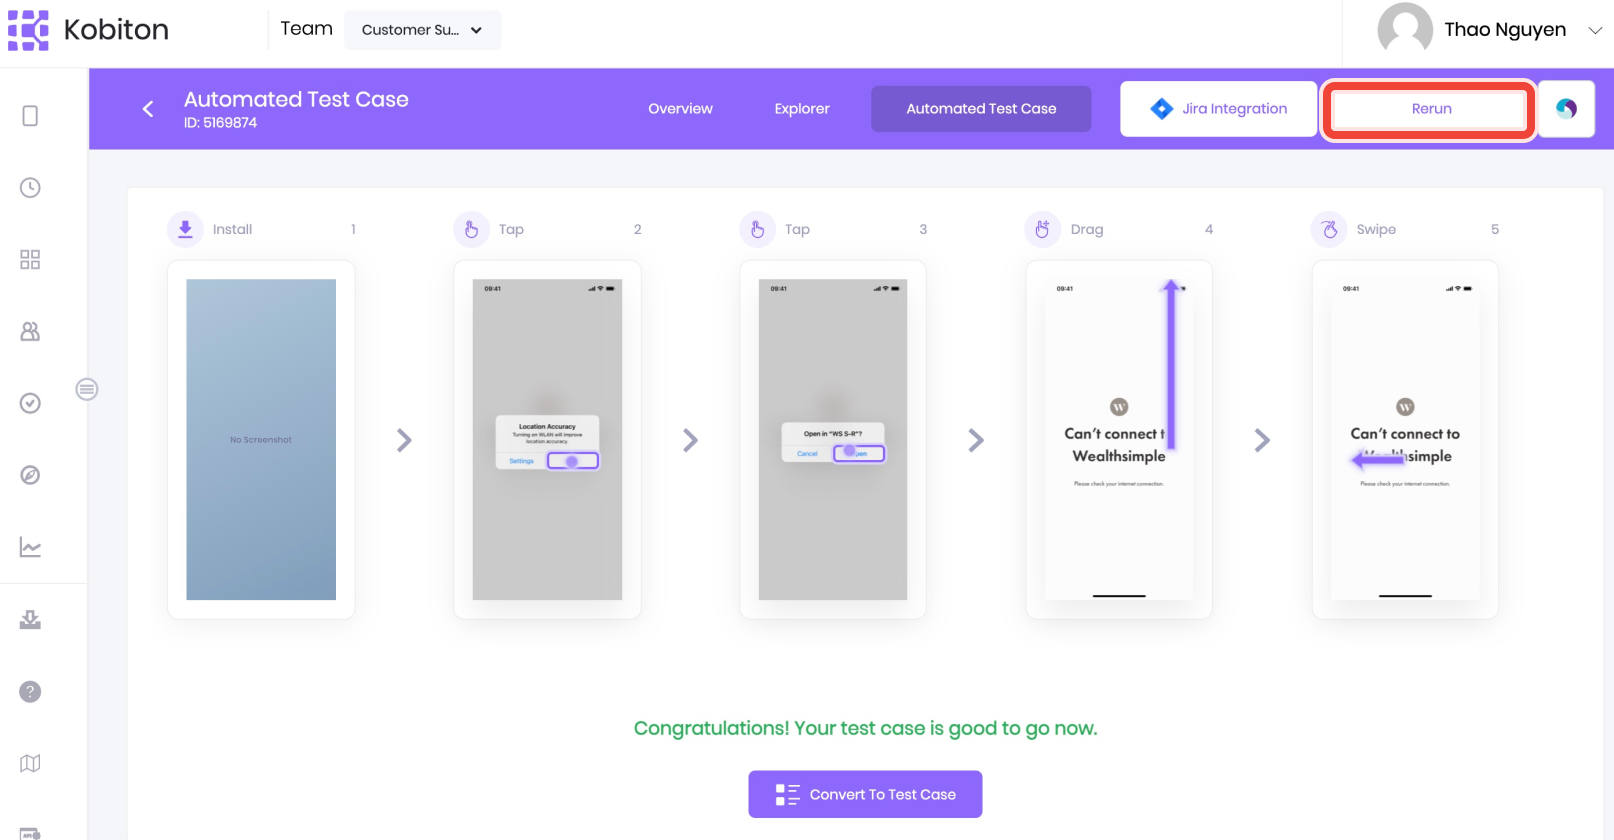 Kobiton
Team
Customer Su...
Thao Nguyen
Automated Test Case
ID: 5169874
Overview
Explorer
Automated Test Case
Jira Integration
Rerun
Install
1
Tap
2
Tap
3
Drag
4
Swipe
5
No Screenshot
09:41
Location Accuracy
Turning on WLAN will improve
location accuracy.
Settings
09:41
Open in "WS S-R"?
Cancel
pen
09:41
W
Can't connect t
Wealthsimple
Please check your internet connection.
09:41
W
Can't connect to
simple
Please check your internet connection.
Congratulations! Your test case is good to go now.
Convert To Test Case